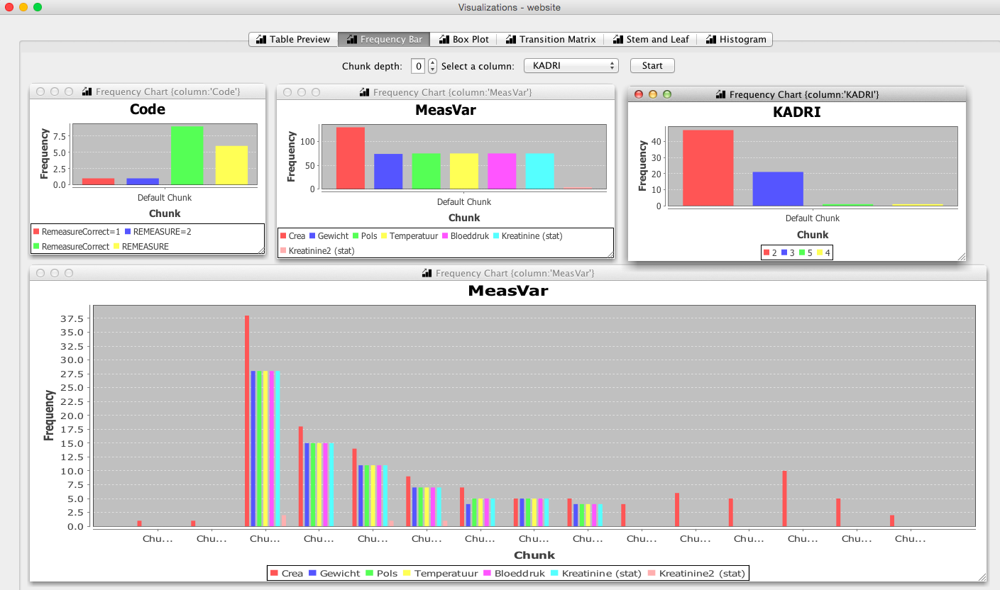 Visualizations - website
Table Preview Frequency Bar Box Plot Transition Matrix Stem and Leaf Histogram
Chunk depth: 0 Select a column: KADRI Start
Frequency Chart {column:'Code'}
Code
Frequency
7.5
5.0
2.5
0.0
Default Chunk
Chunk
RemeasureCorrect=1 REMEASURE=2
RemeasureCorrect REMEASURE
Frequency Chart {column:'MeasVar'}
MeasVar
Frequency
100
50
0
Default Chunk
Chunk
Crea Gewicht Pols Temperatuur Bloeddruk Kreatinine (stat)
Kreatinine2 (stat)
Frequency Chart {column:'KADRI'}
KADRI
Frequency
40
30
20
10
0
Default Chunk
Chunk
2 3 5 4
Frequency Chart {column:'MeasVar'}
MeasVar
Frequency
37.5
35.0
32.5
30.0
27.5
25.0
22.5
20.0
17.5
15.0
12.5
10.0
7.5
5.0
2.5
0.0
Chu... Chu... Chu... Chu... Chu... Chu... Chu... Chu... Chu... Chu... Chu... Chu... Chu... Chu... Chu...
Chunk
Crea Gewicht Pols Temperatuur Bloeddruk Kreatinine (stat) Kreatinine2 (stat)